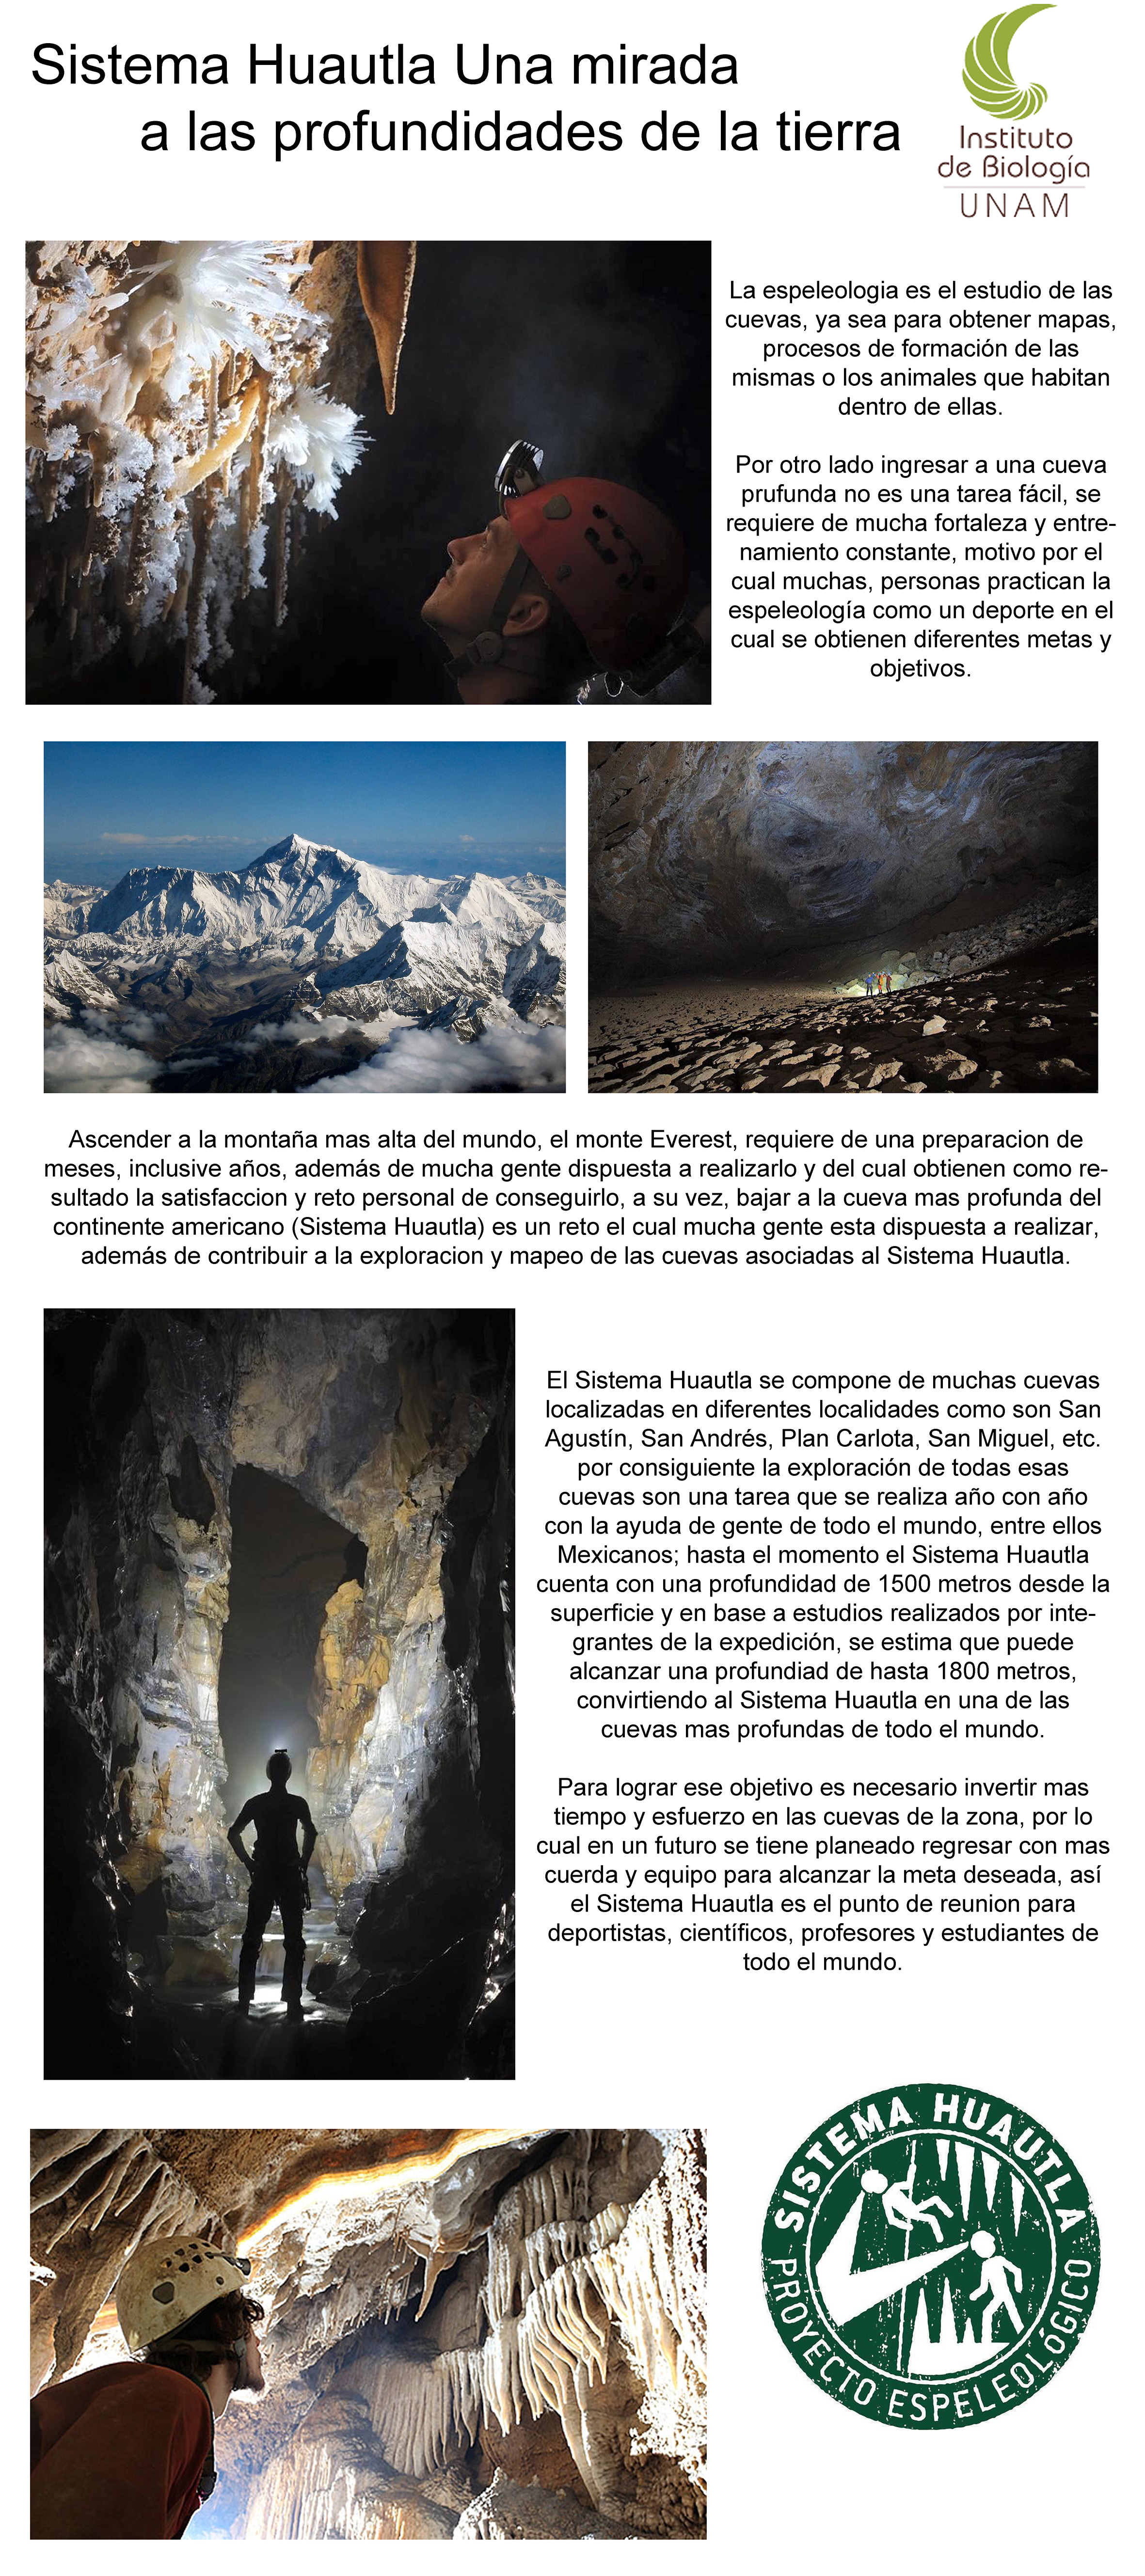 Sistema Huautla Una mirada
a las profundidades de la tierra
Instituto
de Biología
UNAM
La espeleologia es el estudio de las
cuevas, ya sea para obtener mapas,
procesos de formación de las
mismas o los animales que habitan
dentro de ellas.
Por otro lado ingresar a una cueva
prufunda no es una tarea fácil, se
requiere de mucha fortaleza y entre-
namiento constante, motivo por el
cual muchas, personas practican la
espeleología como un deporte en el
cual se obtienen diferentes metas y
objetivos.
Ascender a la montaña mas alta del mundo, el monte Everest, requiere de una preparacion de
meses, inclusive años, además de mucha gente dispuesta a realizarlo y del cual obtienen como re-
sultado la satisfaccion y reto personal de conseguirlo, a su vez, bajar a la cueva mas profunda del
continente americano (Sistema Huautla) es un reto el cual mucha gente esta dispuesta a realizar,
además de contribuir a la exploracion y mapeo de las cuevas asociadas al Sistema Huautla.
El Sistema Huautla se compone de muchas cuevas
localizadas en diferentes localidades como son San
Agustín, San Andrés, Plan Carlota, San Miguel, etc.
por consiguiente la exploración de todas esas
cuevas son una tarea que se realiza año con año
con la ayuda de gente de todo el mundo, entre ellos
Mexicanos; hasta el momento el Sistema Huautla
cuenta con una profundidad de 1500 metros desde la
superficie y en base a estudios realizados por inte-
grantes de la expedición, se estima que puede
alcanzar una profundiad de hasta 1800 metros,
convirtiendo al Sistema Huautla en una de las
cuevas mas profundas de todo el mundo.
Para lograr ese objetivo es necesario invertir mas
tiempo y esfuerzo en las cuevas de la zona, por lo
cual en un futuro se tiene planeado regresar con mas
cuerda y equipo para alcanzar la meta deseada, así
el Sistema Huautla es el punto de reunion para
deportistas, científicos, profesores y estudiantes de
todo el mundo.
SISTEMA HUAUTLA
PROYECTO ESPELEOLÓGICO